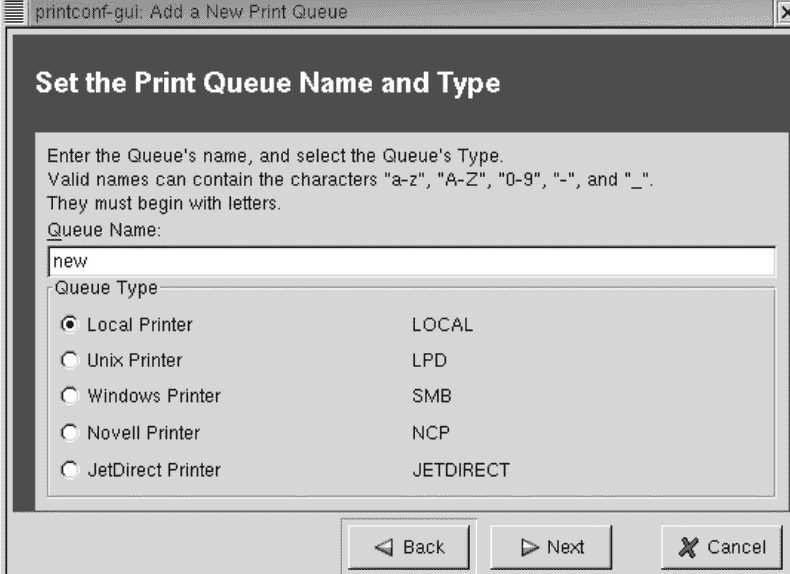 printconf-gui: Add a New Print Queue
Set the Print Queue Name and Type
Enter the Queue's name, and select the Queue's Type.
Valid names can contain the characters "a-z", "A-Z", "0-9", "-", and "_".
They must begin with letters.
Queue Name:
new
Queue Type
Local Printer LOCAL
Unix Printer LPD
Windows Printer SMB
Novell Printer NCP
JetDirect Printer JETDIRECT
Back Next Cancel